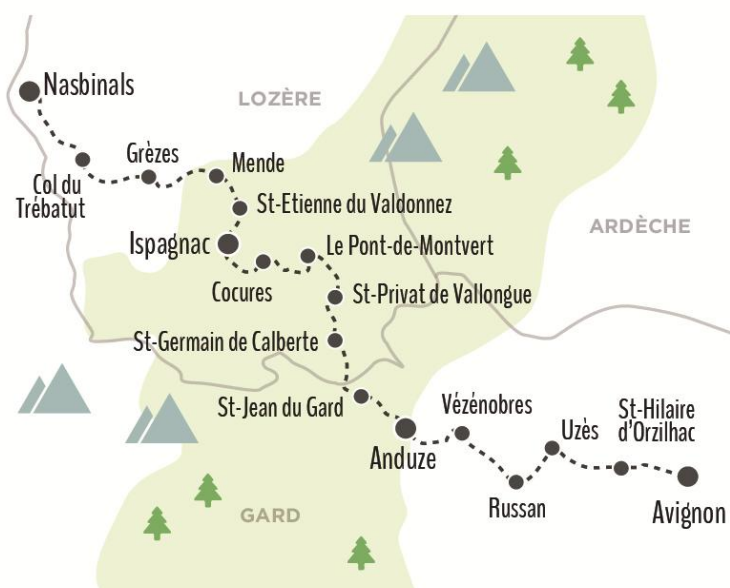 Nasbinals
LOZÈRE
Grèzes
Mende
Col du
Trébatut
St-Etienne du Valdonnez
ARDÈCHE
Ispagnac
Le Pont-de-Montvert
Cocures
St-Privat de Vallongue
St-Germain de Calberte
St-Jean du Gard
Vézénobres
St-Hilaire
d'Orzilhac
Uzès
Anduze
Russan
Avignon
GARD